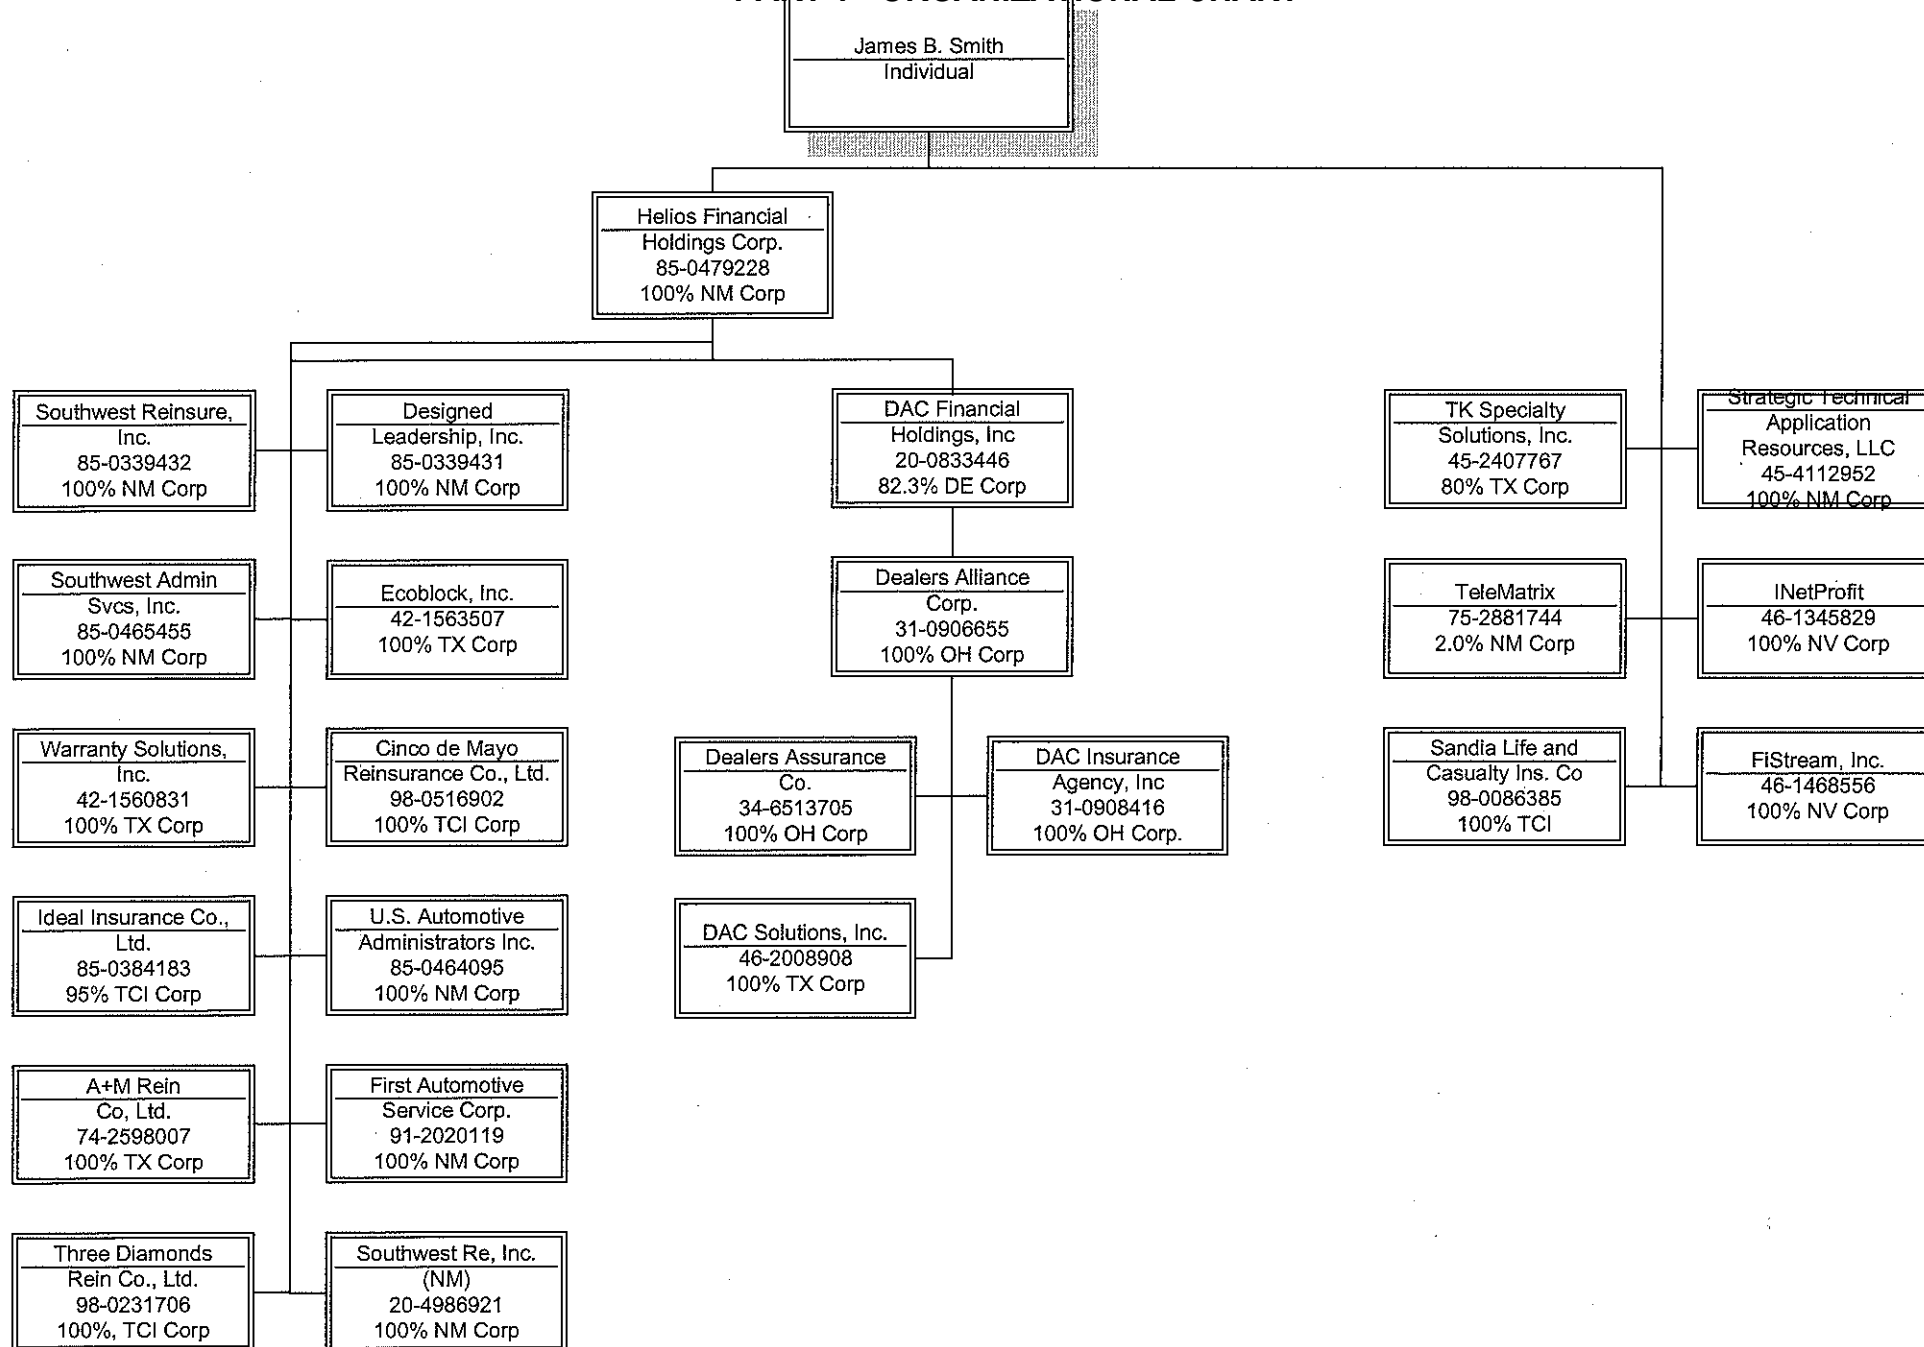 James B. Smith
Individual
Helios Financial
Holdings Corp.
85-0479228
100% NM Corp
Southwest Reinsure,
Inc.
85-0339432
100% NM Corp
Designed
Leadership, Inc.
85-0339431
100% NM Corp
DAC Financial
Holdings, Inc
20-0833446
82.3% DE Corp
TK Specialty
Solutions, Inc.
45-2407767
80% TX Corp
Strategic Technical
Application
Resources, LLC
45-4112952
100% NM Corp
Southwest Admin
Svcs, Inc.
85-0465455
100% NM Corp
Ecoblock, Inc.
42-1563507
100% TX Corp
Dealers Alliance
Corp.
31-0906655
100% OH Corp
TeleMatrix
75-2881744
2.0% NM Corp
INetProfit
46-1345829
100% NV Corp
Warranty Solutions,
Inc.
42-1560831
100% TX Corp
Cinco de Mayo
Reinsurance Co., Ltd.
98-0516902
100% TCI Corp
Dealers Assurance
Co.
34-6513705
100% OH Corp
DAC Insurance
Agency, Inc
31-0908416
100% OH Corp.
Sandia Life and
Casualty Ins. Co
98-0086385
100% TCI
FiStream, Inc.
46-1468556
100% NV Corp
Ideal Insurance Co.,
Ltd.
85-0384183
95% TCI Corp
U.S. Automotive
Administrators Inc.
85-0464095
100% NM Corp
DAC Solutions, Inc.
46-2008908
100% TX Corp
A+M Rein
Co, Ltd.
74-2598007
100% TX Corp
First Automotive
Service Corp.
91-2020119
100% NM Corp
Three Diamonds
Rein Co., Ltd.
98-0231706
100%, TCI Corp
Southwest Re, Inc.
(NM)
20-4986921
100% NM Corp